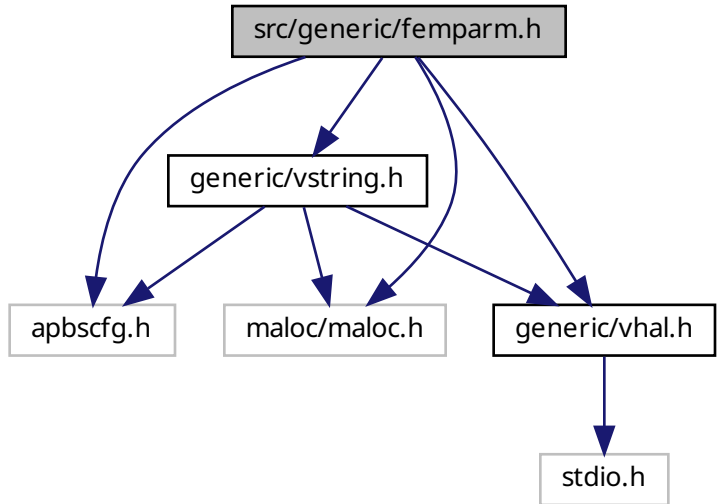 src/generic/femparm.h
generic/vstring.h
apbscfg.h
maloc/maloc.h
generic/vhal.h
stdio.h